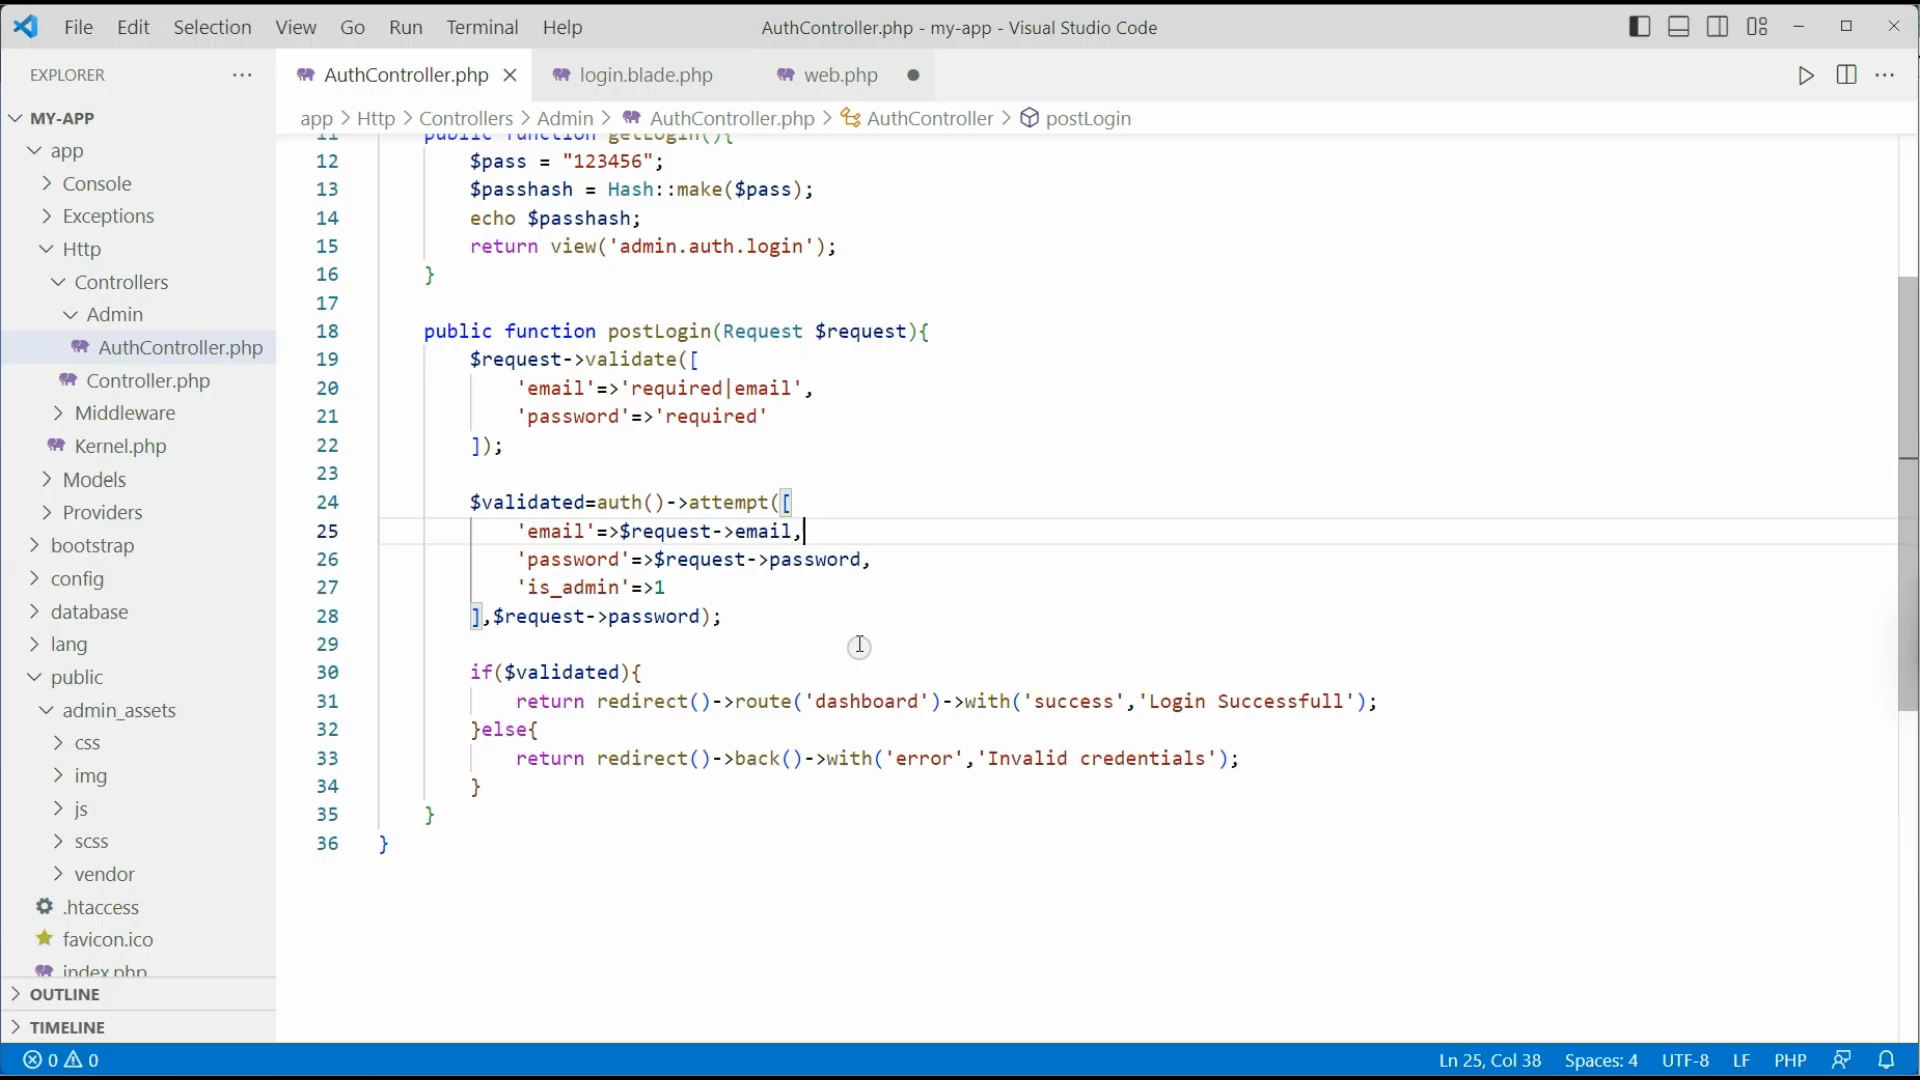 File Edit Selection View Go Run Terminal Help
AuthController.php - my-app - Visual Studio Code
EXPLORER
MY-APP
app
Console
Exceptions
Http
Controllers
Admin
AuthController.php
Controller.php
Middleware
Kernel.php
Models
Providers
bootstrap
config
database
lang
public
admin_assets
css
img
js
scss
vendor
.htaccess
favicon.ico
index.php
OUTLINE
TIMELINE
AuthController.php login.blade.php web.php
app > Http > Controllers > Admin > AuthController.php > AuthController > postLogin
11 public function getLogin(){
12 $pass = "123456";
13 $passhash = Hash::make($pass);
14 echo $passhash;
15 return view('admin.auth.login');
16 }
17
18 public function postLogin(Request $request){
19 $request->validate([
20 'email'=>'required|email',
21 'password'=>'required'
22 ]);
23
24 $validated=auth()->attempt([
25 'email'=>$request->email,
26 'password'=>$request->password,
27 'is_admin'=>1
28 ],$request->password);
29
30 if($validated){
31 return redirect()->route('dashboard')->with('success','Login Successfull');
32 }else{
33 return redirect()->back()->with('error','Invalid credentials');
34 }
35 }
36 }
0 0
Ln 25, Col 38 Spaces: 4 UTF-8 LF PHP